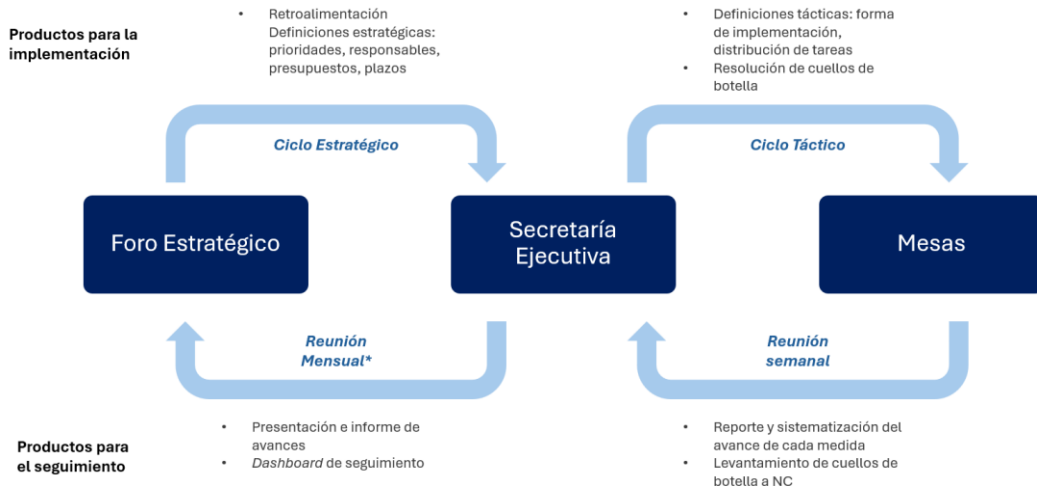 Productos para la
implementación
• Retroalimentación
Definiciones estratégicas:
prioridades, responsables,
presupuestos, plazos
• Definiciones tácticas: forma
de implementación,
distribución de tareas
• Resolución de cuellos de
botella
Ciclo Estratégico
Ciclo Táctico
Foro Estratégico
Secretaría
Ejecutiva
Mesas
Reunión
Mensual*
Reunión
semanal
Productos para
el seguimiento
• Presentación e informe de
avances
• Dashboard de seguimiento
• Reporte y sistematización del
avance de cada medida
• Levantamiento de cuellos de
botella a NC